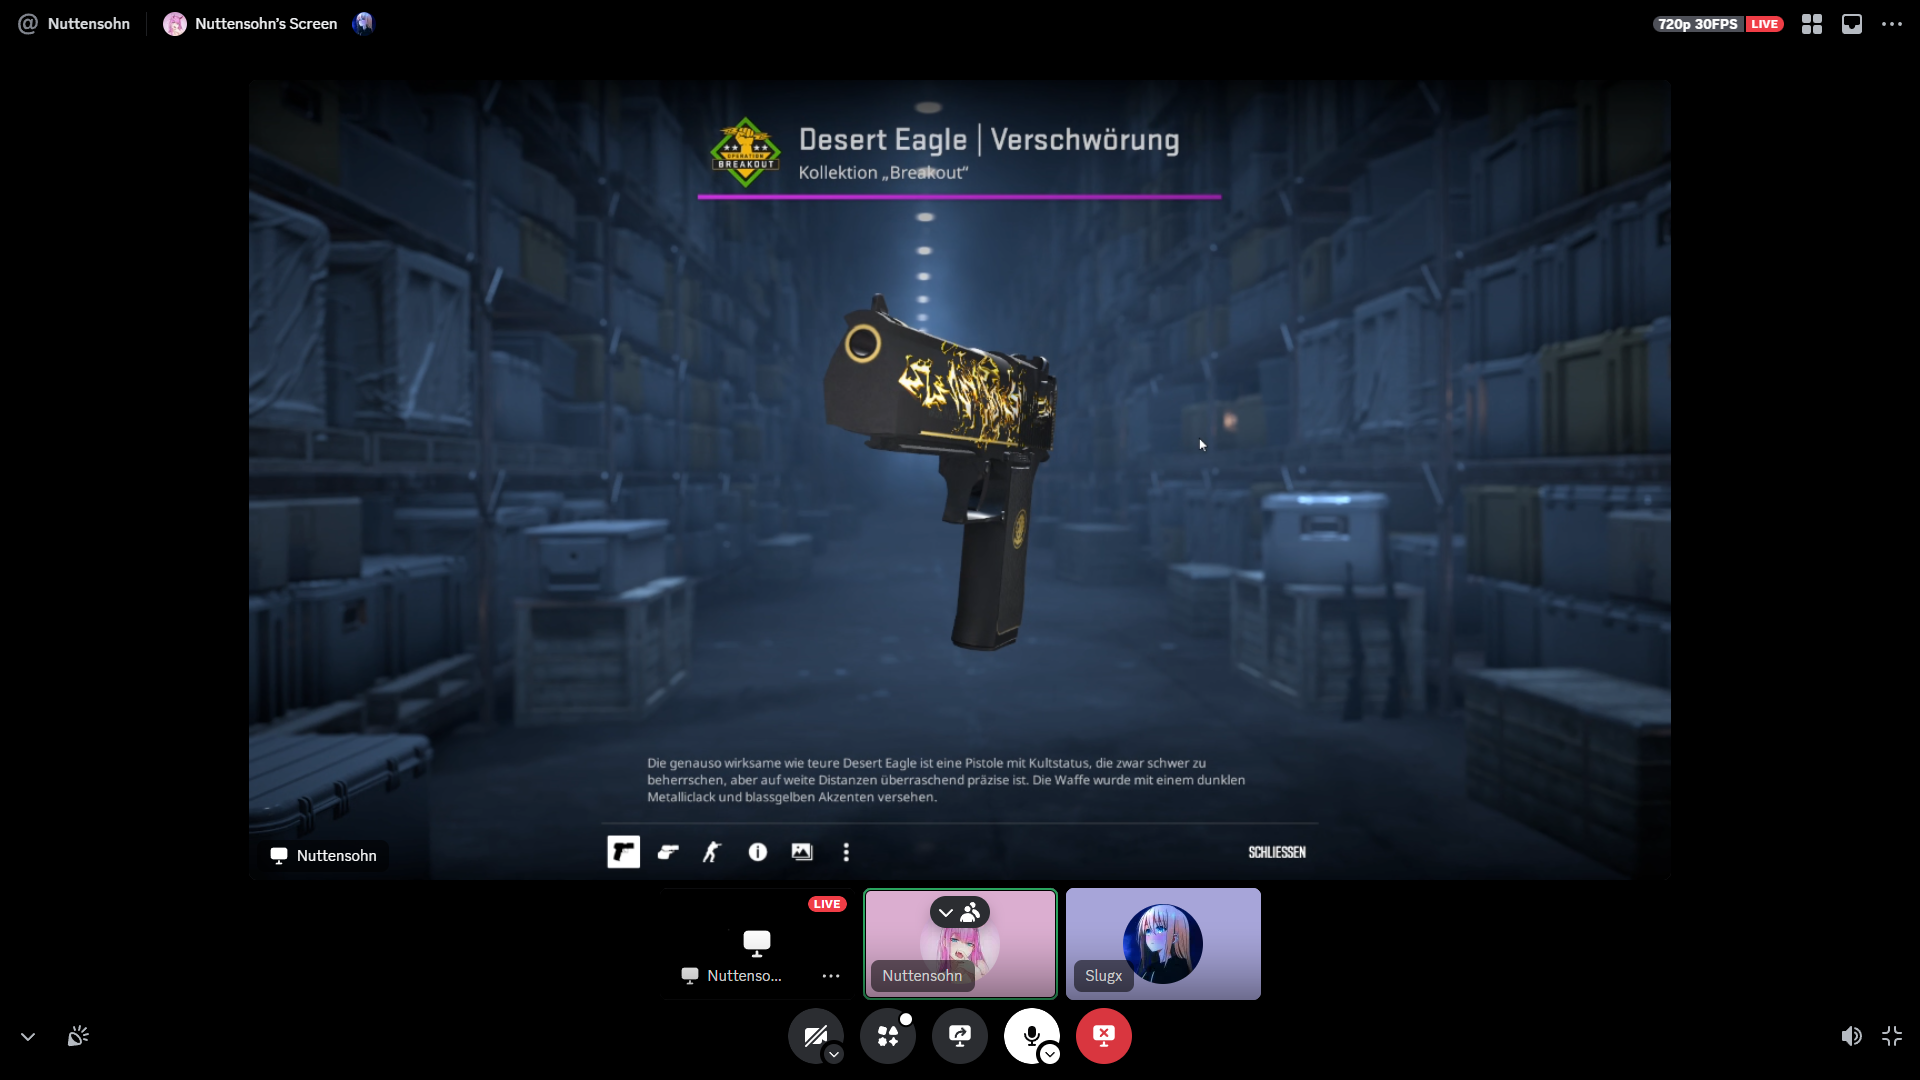 Nuttensohn
Nuttensohn's Screen
720p 30FPS
LIVE
OPERATION
BREAKOUT
Desert Eagle | Verschwörung
Kollektion „Breakout“
Die genauso wirksame wie teure Desert Eagle ist eine Pistole mit Kultstatus, die zwar schwer zu
beherrschen, aber auf weite Distanzen überraschend präzise ist. Die Waffe wurde mit einem dunklen
Metalliclack und blassgelben Akzenten versehen.
SCHLIESSEN
Nuttensohn
LIVE
Nuttenso...
Nuttensohn
Slugx